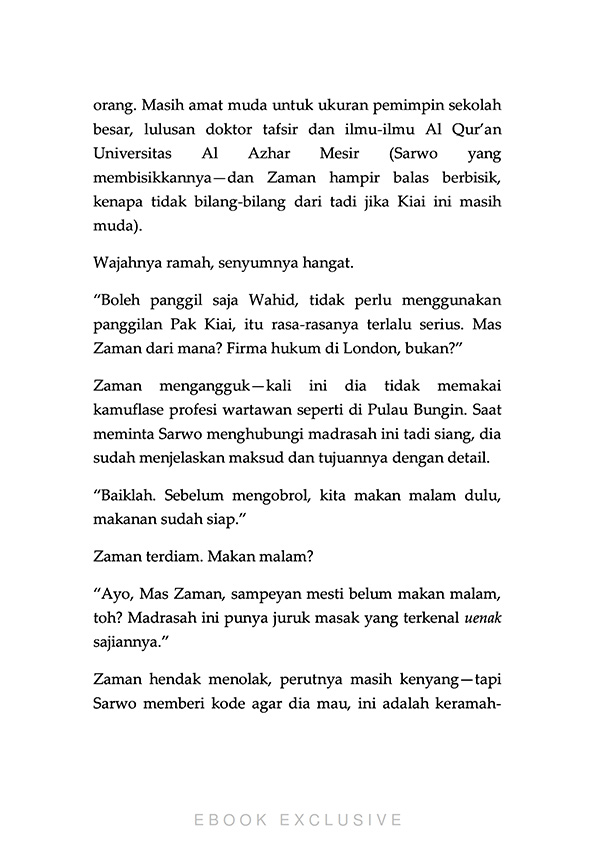 orang. Masih amat muda untuk ukuran pemimpin sekolah
besar, lulusan doktor tafsir dan ilmu-ilmu Al Qur’an
Universitas Al Azhar Mesir (Sarwo yang
membisikkannya—dan Zaman hampir balas berbisik,
kenapa tidak bilang-bilang dari tadi jika Kiai ini masih
muda).
Wajahnya ramah, senyumnya hangat.
“Boleh panggil saja Wahid, tidak perlu menggunakan
panggilan Pak Kiai, itu rasa-rasanya terlalu serius. Mas
Zaman dari mana? Firma hukum di London, bukan?”
Zaman mengangguk—kali ini dia tidak memakai
kamuflase profesi wartawan seperti di Pulau Bungin. Saat
meminta Sarwo menghubungi madrasah ini tadi siang, dia
sudah menjelaskan maksud dan tujuannya dengan detail.
“Baiklah. Sebelum mengobrol, kita makan malam dulu,
makanan sudah siap.”
Zaman terdiam. Makan malam?
“Ayo, Mas Zaman, sampeyan mesti belum makan malam,
toh? Madrasah ini punya juruk masak yang terkenal uenak
sajiannya.”
Zaman hendak menolak, perutnya masih kenyang—tapi
Sarwo memberi kode agar dia mau, ini adalah keramah-
EBOOK EXCLUSIVE